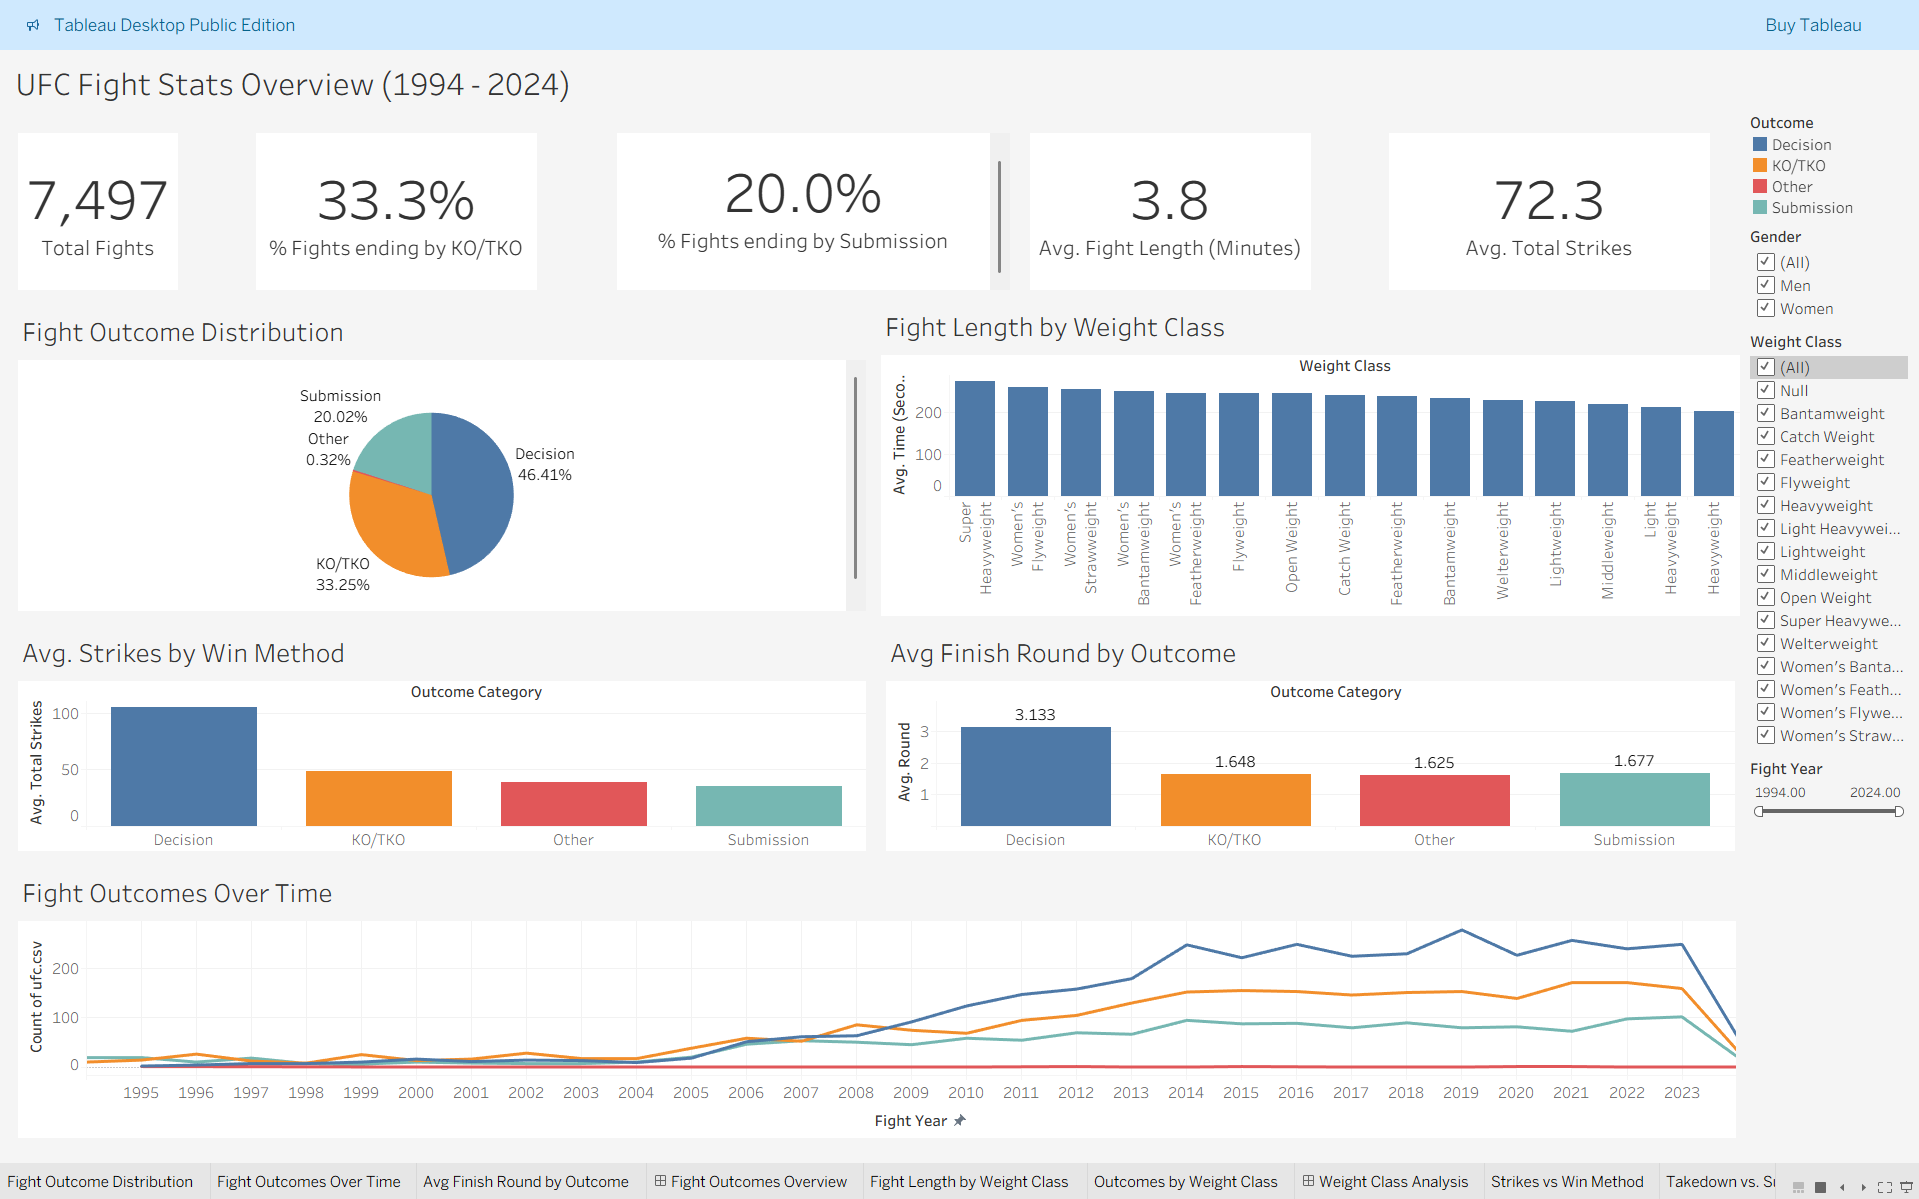 Tableau Desktop Public Edition
Buy Tableau
UFC Fight Stats Overview (1994 - 2024)
7,497
Total Fights
33.3%
% Fights ending by KO/TKO
20.0%
% Fights ending by Submission
3.8
Avg. Fight Length (Minutes)
72.3
Avg. Total Strikes
Outcome
Decision
KO/TKO
Other
Submission
Gender
(All)
Men
Women
Weight Class
(All)
Null
Bantamweight
Catch Weight
Featherweight
Flyweight
Heavyweight
Light Heavywei...
Lightweight
Middleweight
Open Weight
Super Heavywe...
Welterweight
Women's Banta...
Women's Feath...
Women's Flywe...
Women's Straw...
Fight Year
1994.00
2024.00
Fight Outcome Distribution
Submission
20.02%
Other
0.32%
Decision
46.41%
KO/TKO
33.25%
Fight Length by Weight Class
Weight Class
Avg. Time (Seco..
200
100
0
Super
Heavyweight
Women's
Flyweight
Women's
Strawweight
Women's
Bantamweight
Women's
Featherweight
Flyweight
Open Weight
Catch Weight
Featherweight
Bantamweight
Welterweight
Lightweight
Middleweight
Light
Heavyweight
Heavyweight
Avg. Strikes by Win Method
Outcome Category
Avg. Total Strikes
100
50
0
Decision
KO/TKO
Other
Submission
Avg Finish Round by Outcome
Outcome Category
Avg. Round
3
2
1
3.133
1.648
1.625
1.677
Decision
KO/TKO
Other
Submission
Fight Outcomes Over Time
Count of ufc.csv
200
100
0
1995 1996 1997 1998 1999 2000 2001 2002 2003 2004 2005 2006 2007 2008 2009 2010 2011 2012 2013 2014 2015 2016 2017 2018 2019 2020 2021 2022 2023
Fight Year
Fight Outcome Distribution
Fight Outcomes Over Time
Avg Finish Round by Outcome
Fight Outcomes Overview
Fight Length by Weight Class
Outcomes by Weight Class
Weight Class Analysis
Strikes vs Win Method
Takedown vs.